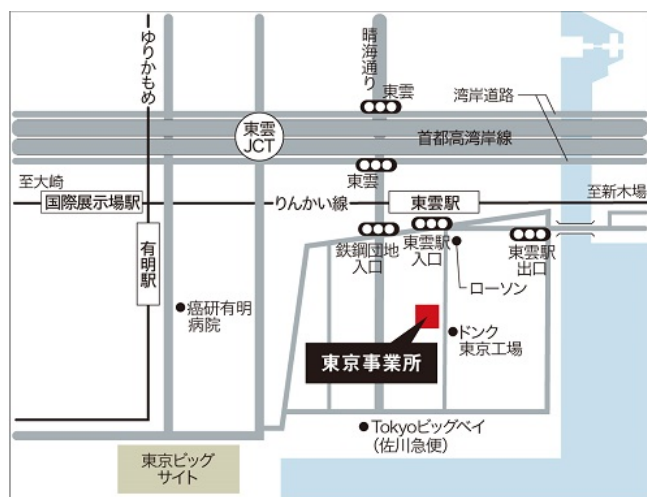 ゆりかもめ
晴海通り
東雲
湾岸道路
東雲
JCT
首都高湾岸線
東雲
至大崎
至新木場
国際展示場駅
りんかい線
東雲駅
有明駅
鉄鋼団地
入口
東雲駅
入口
東雲駅
出口
ローソン
癌研有明
病院
ドンク
東京工場
東京事業所
Tokyoビッグベイ
(佐川急便)
東京ビッグ
サイト